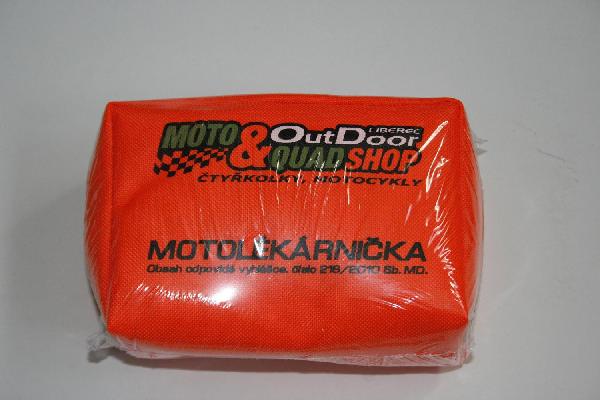 LIBEREC
MOTO & OutDoor
QUAD SHOP
ČTYŘKOLKY, MOTOCYKLY
MOTOLÉKÁRNIČKA
Obsah odpovídá vyhlášce, číslo 216/2010 Sb. MD.